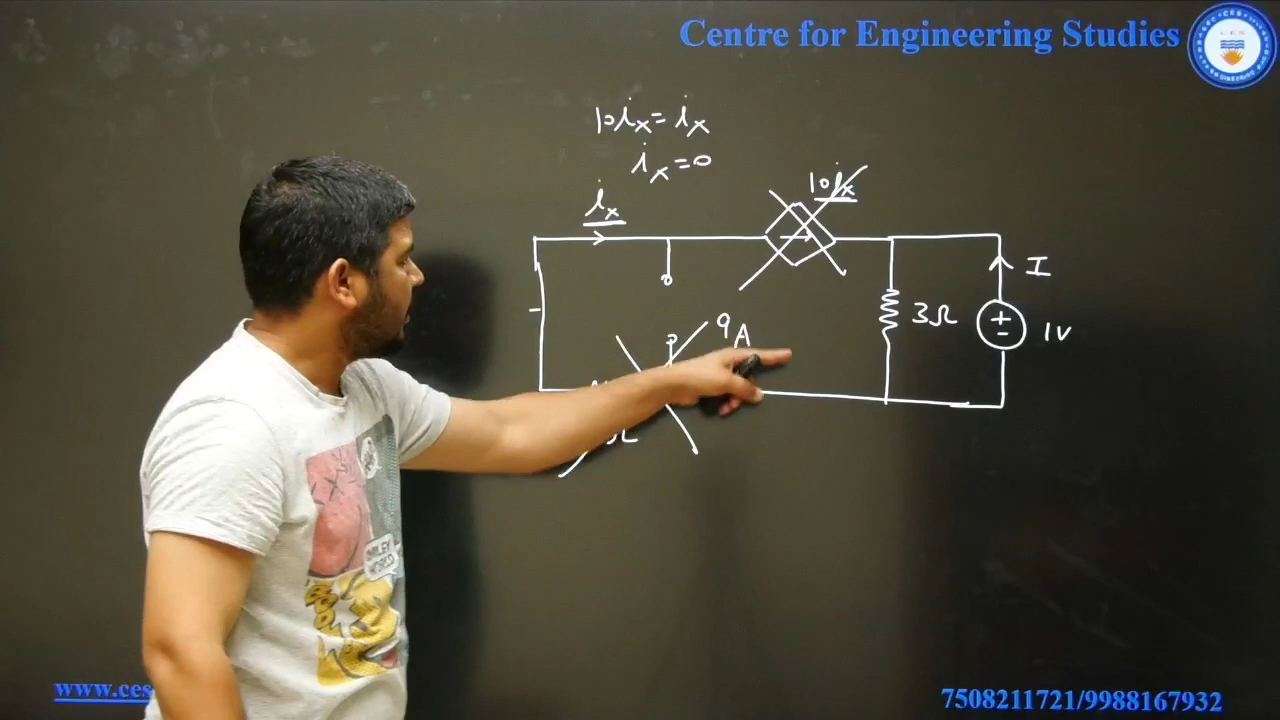 Centre for Engineering Studies
10ix = ix
ix = 0
ix
10ix
I
3Ω
+
-
1V
9A
www.ces
7508211721/9988167932